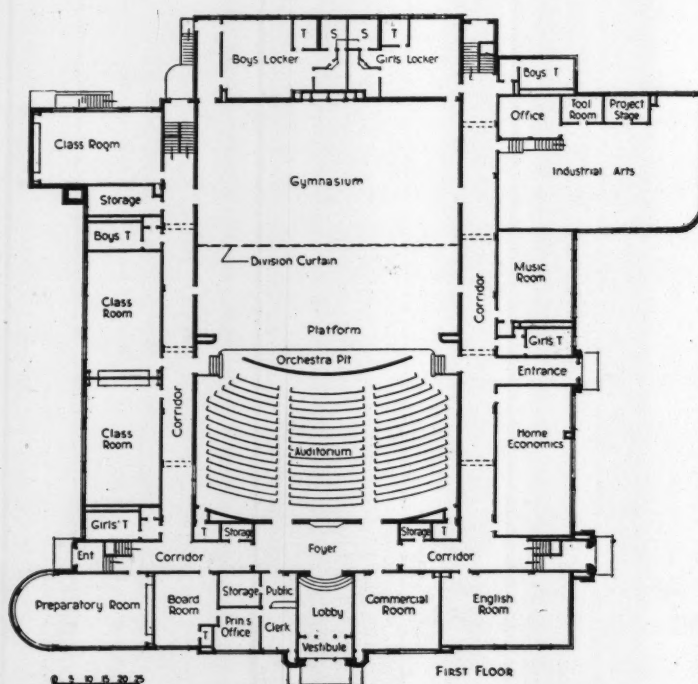 T S S T
Boys Locker Girls Locker
Boys T
Office
Tool
Room
Project
Stage
Class Room
Industrial Arts
Gymnasium
Storage
Boys T
Division Curtain
Music
Room
Class
Room
Platform
Corridor
Girls T
Orchestra Pit
Entrance
Class
Room
Corridor
Auditorium
Home
Economics
Girls' T
T Storage
Storage T
Ent
Corridor
Foyer
Corridor
Preparatory Room
Board
Room
T
Storage
Prin's
Office
Public
Clerk
Lobby
Vestibule
Commercial
Room
English
Room
0 5 10 15 20 25
FIRST FLOOR